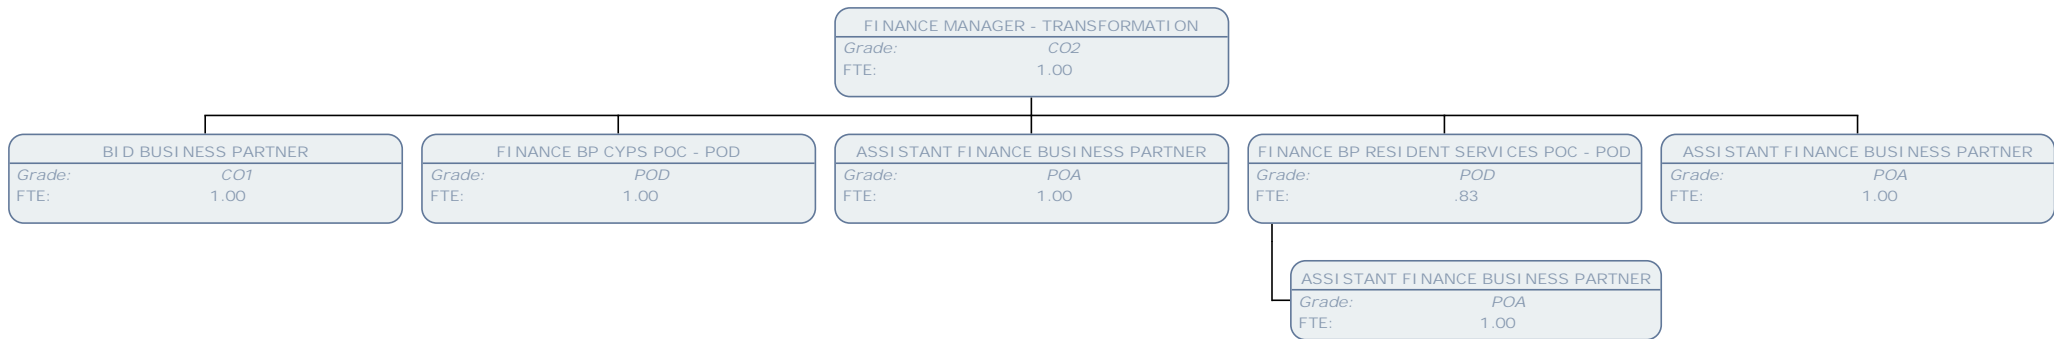 FINANCE MANAGER - TRANSFORMATION
Grade: CO2
FTE: 1.00
BID BUSINESS PARTNER
Grade: CO1
FTE: 1.00
FINANCE BP CYPS POC - POD
Grade: POD
FTE: 1.00
ASSISTANT FINANCE BUSINESS PARTNER
Grade: POA
FTE: 1.00
FINANCE BP RESIDENT SERVICES POC - POD
Grade: POD
FTE: .83
ASSISTANT FINANCE BUSINESS PARTNER
Grade: POA
FTE: 1.00
ASSISTANT FINANCE BUSINESS PARTNER
Grade: POA
FTE: 1.00